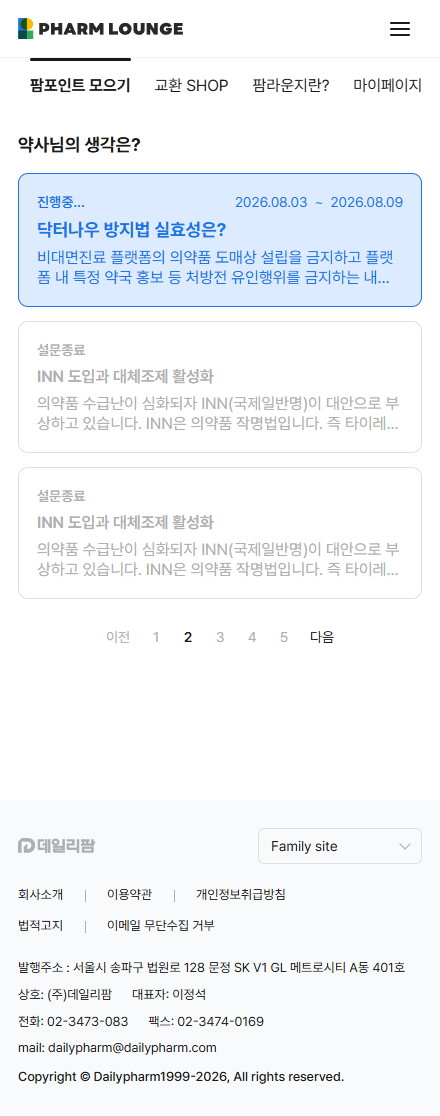 PHARM LOUNGE
팜포인트 모으기 교환 SHOP 팜라운지란? 마이페이지
약사님의 생각은?
진행중... 2026.08.03 ~ 2026.08.09
닥터나우 방지법 실효성은?
비대면진료 플랫폼의 의약품 도매상 설립을 금지하고 플랫
폼 내 특정 약국 홍보 등 처방전 유인행위를 금지하는 내...
설문종료
INN 도입과 대체조제 활성화
의약품 수급난이 심화되자 INN(국제일반명)이 대안으로 부
상하고 있습니다. INN은 의약품 작명법입니다. 즉 타이레...
설문종료
INN 도입과 대체조제 활성화
의약품 수급난이 심화되자 INN(국제일반명)이 대안으로 부
상하고 있습니다. INN은 의약품 작명법입니다. 즉 타이레...
이전 1 2 3 4 5 다음
데일리팜 Family site
회사소개 | 이용약관 | 개인정보취급방침
법적고지 | 이메일 무단수집 거부
발행주소 : 서울시 송파구 법원로 128 문정 SK V1 GL 메트로시티 A동 401호
상호: (주)데일리팜 대표자: 이정석
전화: 02-3473-083 팩스: 02-3474-0169
mail: dailypharm@dailypharm.com
Copyright © Dailypharm1999-2026, All rights reserved.